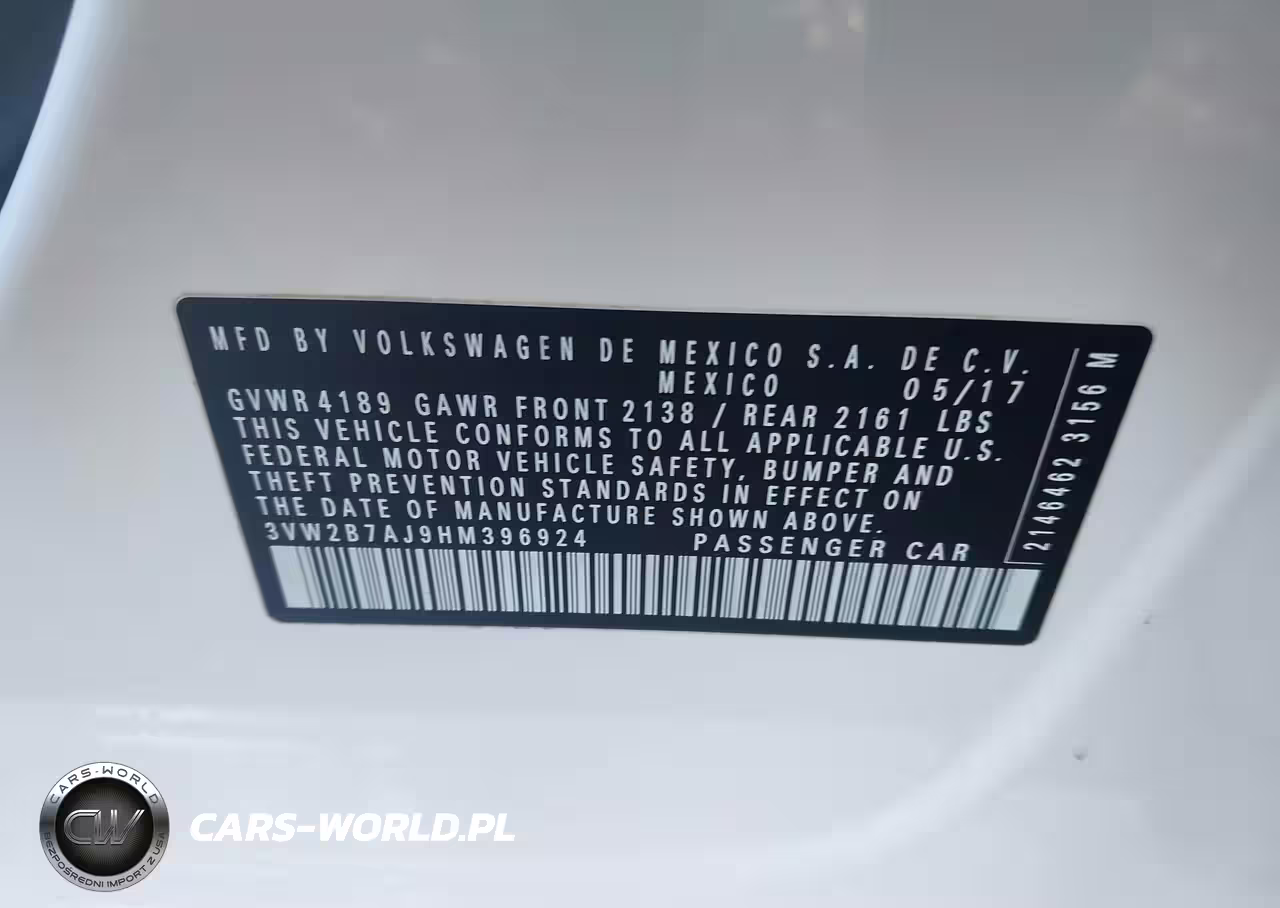 MFD BY VOLKSWAGEN DE MEXICO S.A. DE C.V.
MEXICO 05/17
GVWR 4189 GAWR FRONT 2138 / REAR 2161 LBS
THIS VEHICLE CONFORMS TO ALL APPLICABLE U.S.
FEDERAL MOTOR VEHICLE SAFETY, BUMPER AND
THEFT PREVENTION STANDARDS IN EFFECT ON
THE DATE OF MANUFACTURE SHOWN ABOVE.
3VW2B7AJ9HM396924 PASSENGER CAR
2146462 3156 M
CARS-WORLD
CW
BEZPOŚREDNI IMPORT Z USA
CARS-WORLD.PL